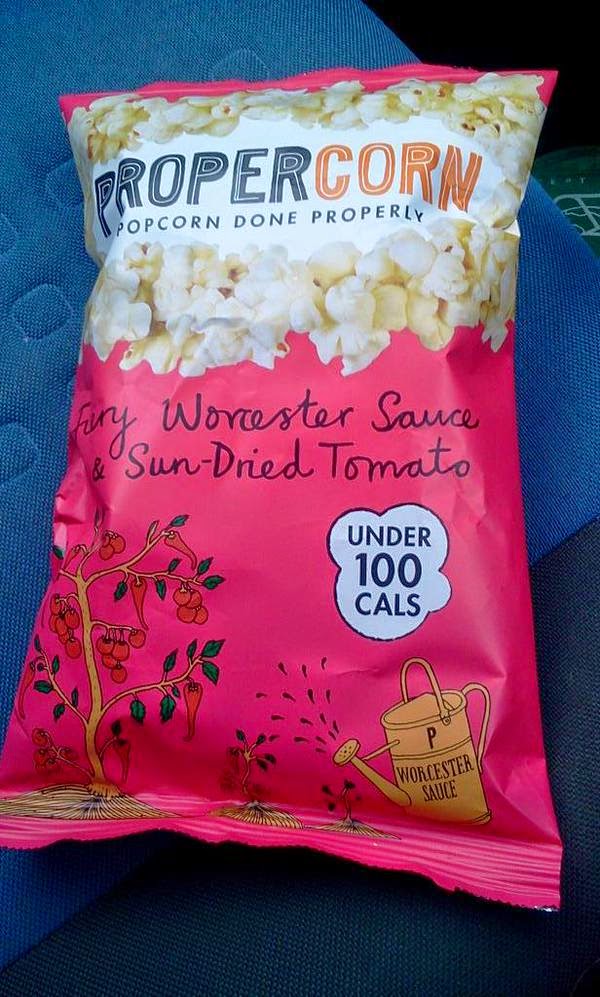 PROPERCORN
POPCORN DONE PROPERLY
Fiery Worcester Sauce
& Sun-Dried Tomato
UNDER
100
CALS
P
WORCESTER
SAUCE